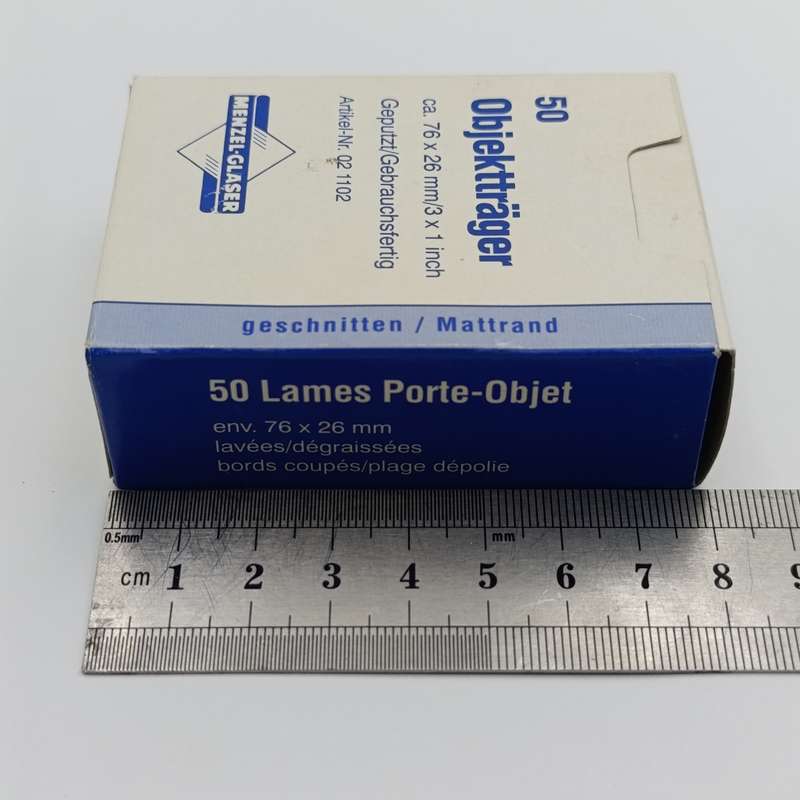 50
Objektträger
ca. 76 x 26 mm/3 x 1 inch
Geputzt/Gebrauchsfertig
Artikel-Nr. 02 1102
MENZEL-GLASER
geschnitten / Mattrand
50 Lames Porte-Objet
env. 76 x 26 mm
lavées/dégraissées
bords coupés/plage dépolie
0.5mm mm
cm 1 2 3 4 5 6 7 8 9